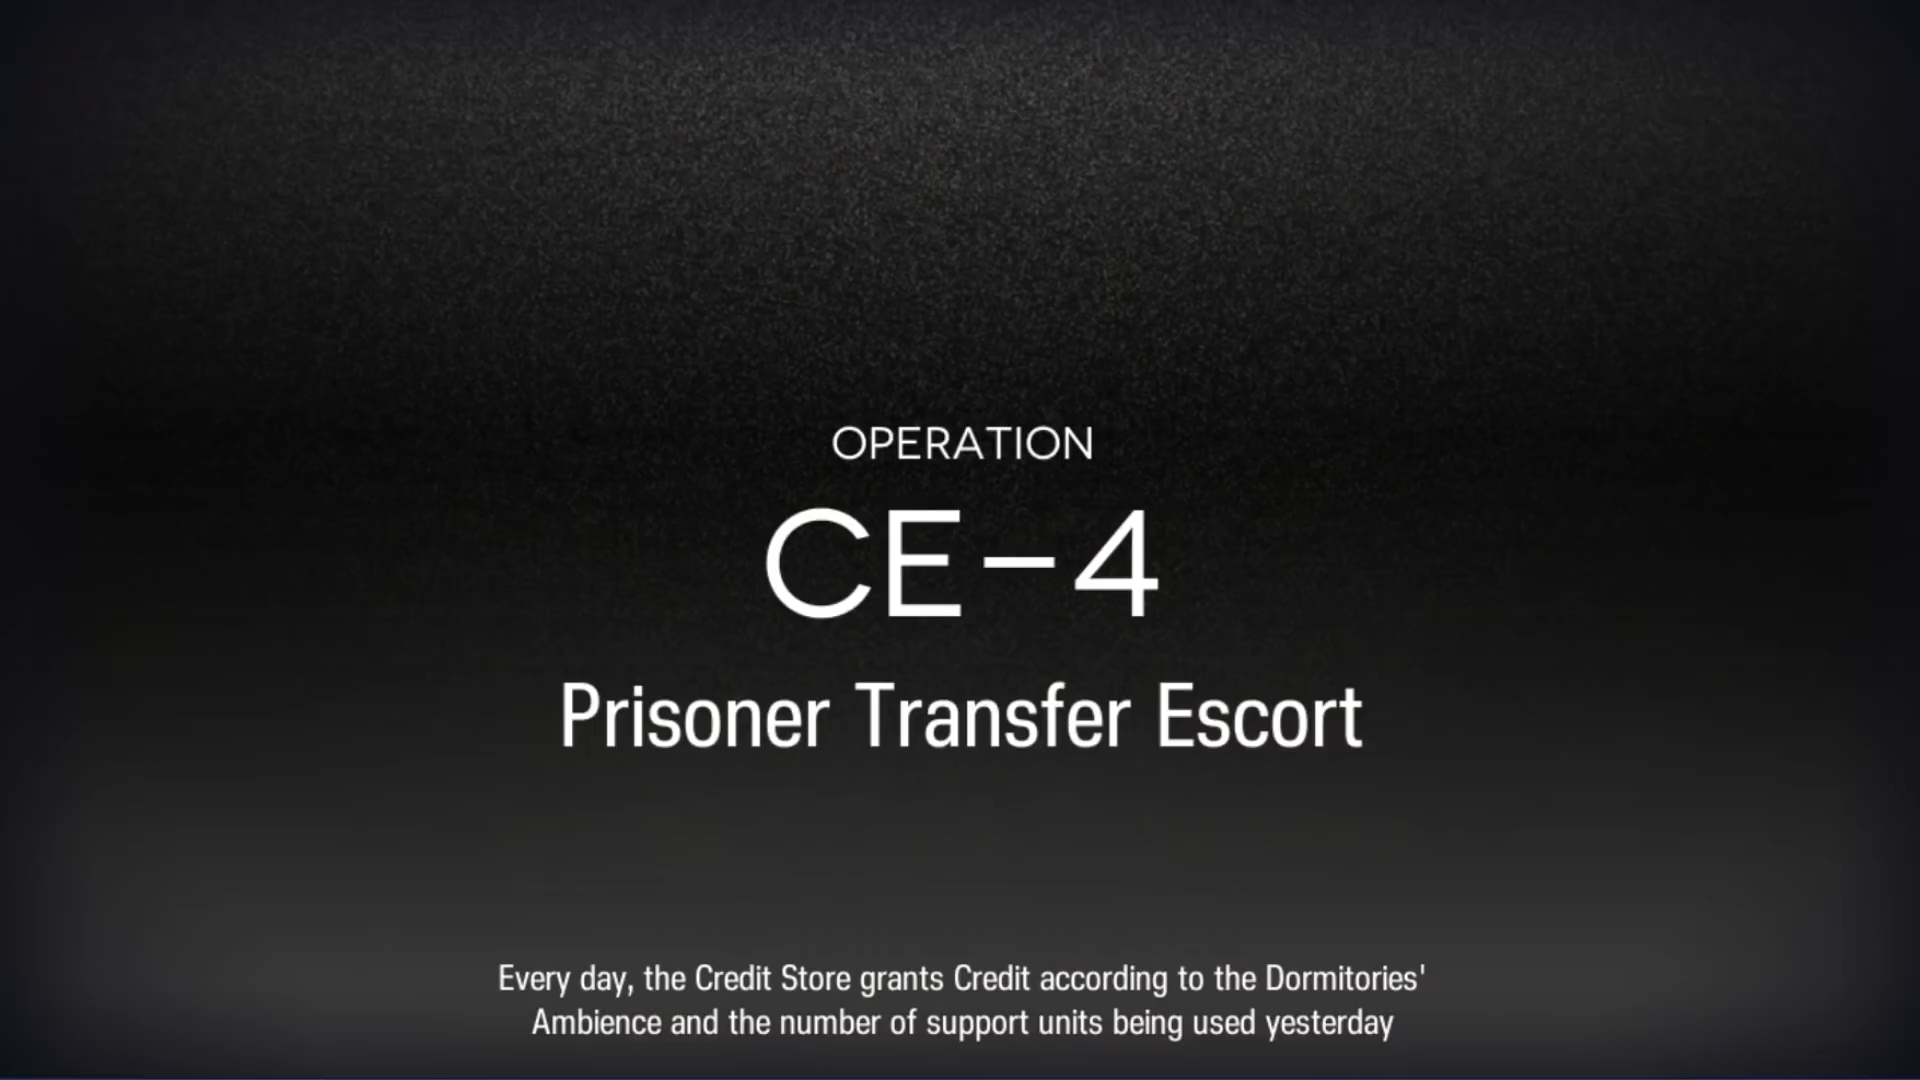 OPERATION
CE-4
Prisoner Transfer Escort
Every day, the Credit Store grants Credit according to the Dormitories'
Ambience and the number of support units being used yesterday